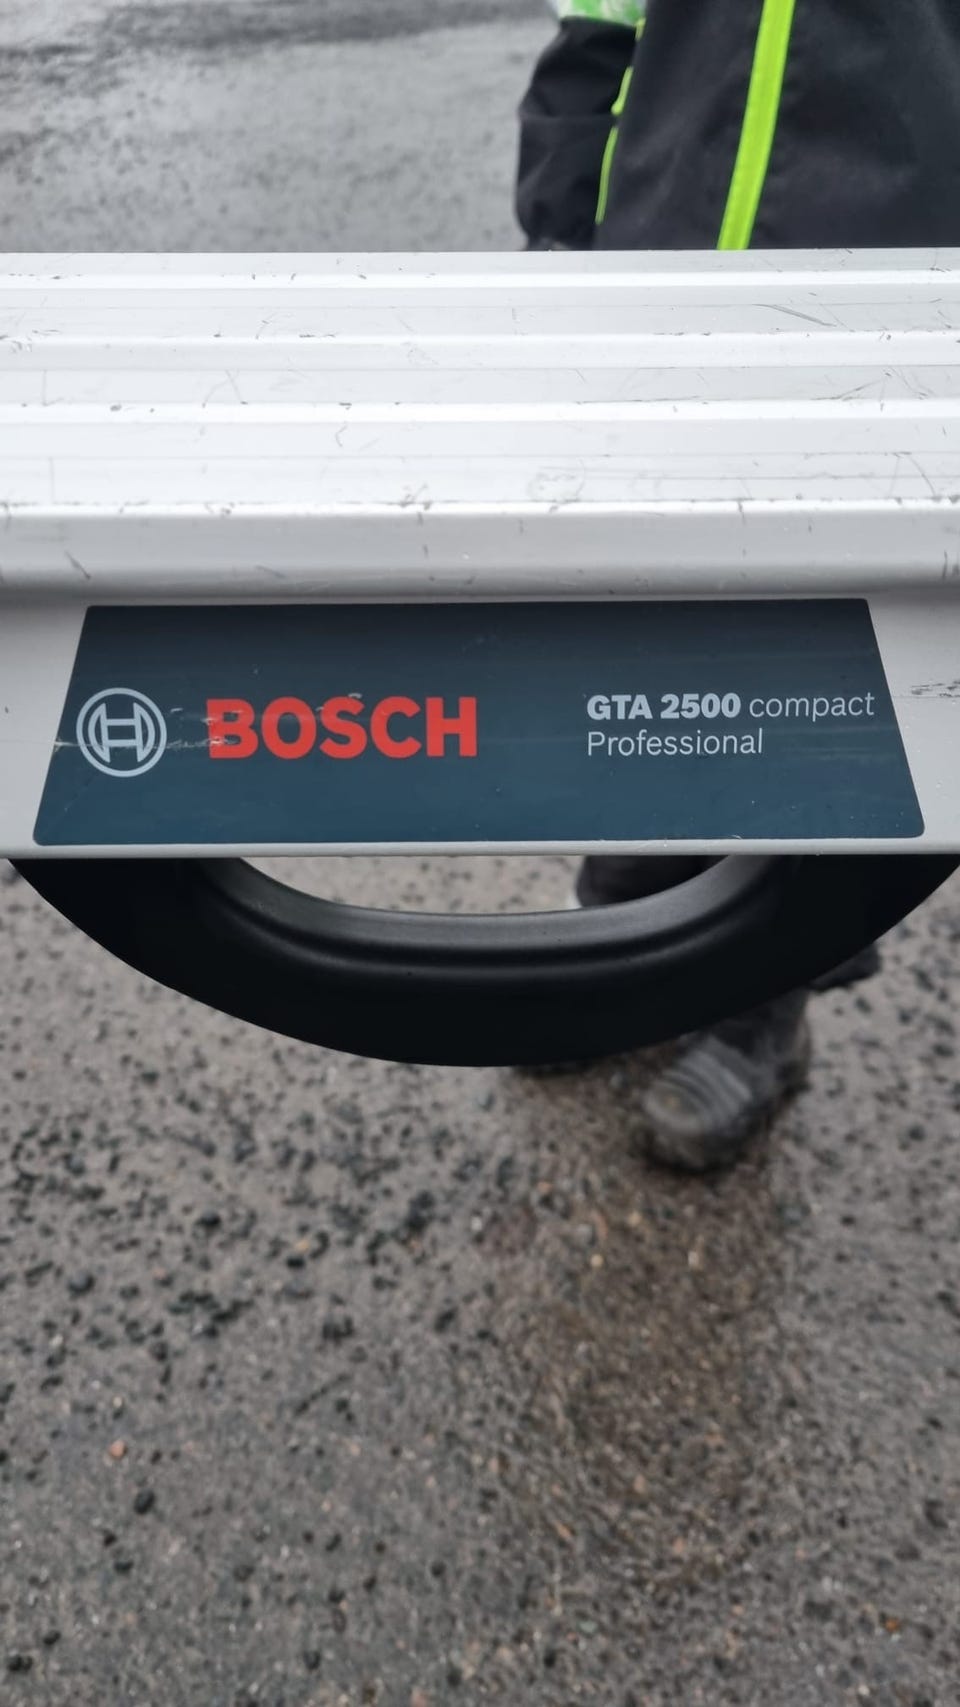 BOSCH
GTA 2500 compact
Professional